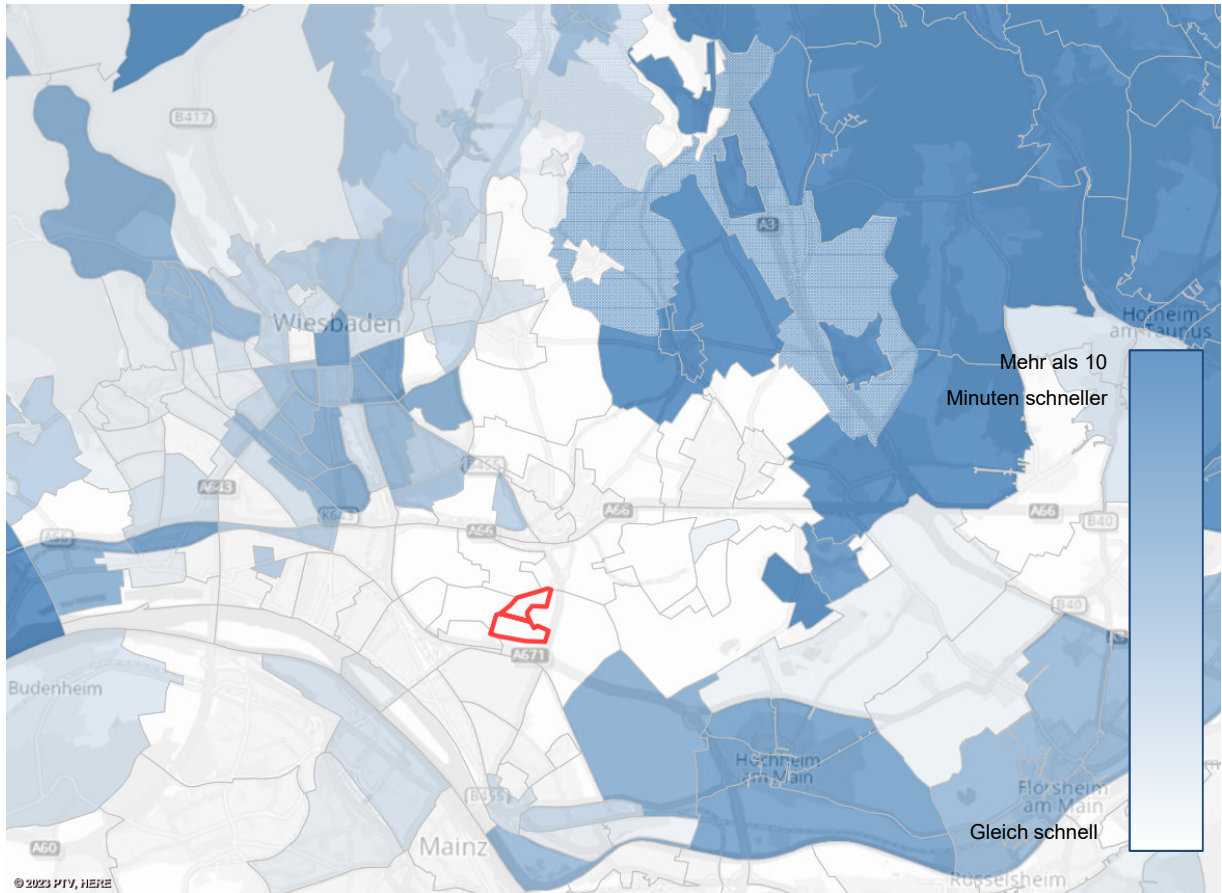 B417
A3
Hofheim
am Taunus
Wiesbaden
Mehr als 10
Minuten schneller
B455
A643
K643
A66
A66
A66
A66
B40
B40
A671
Budenheim
Hochheim
am Main
Flörsheim
am Main
B455
Gleich schnell
Mainz
A60
Rüsselsheim
© 2023 PTV, HERE